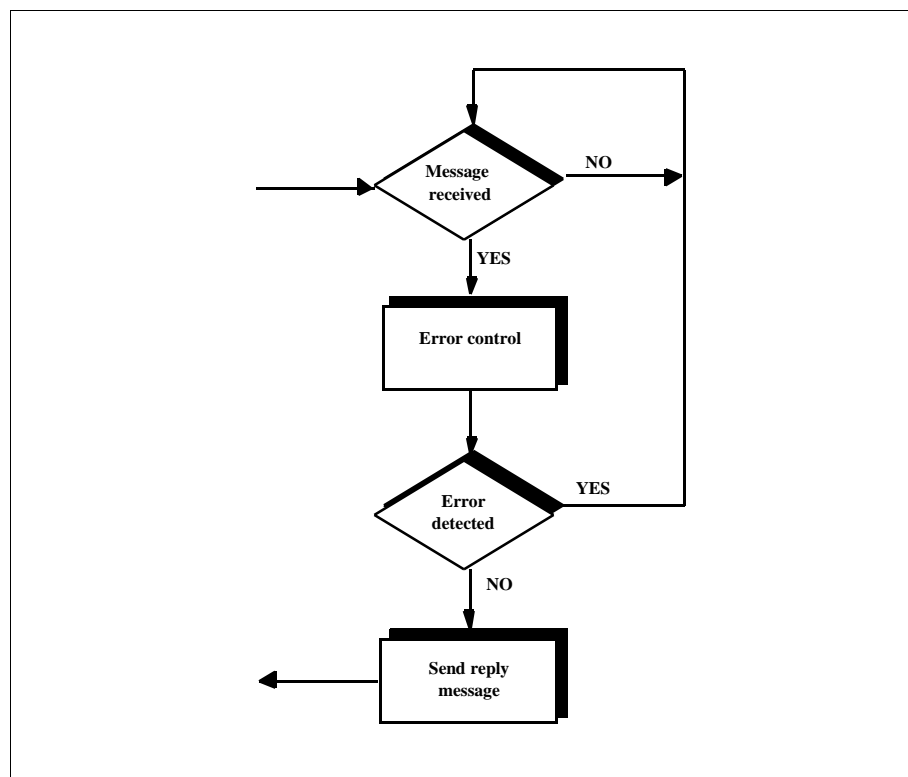 Message
received
NO
YES
Error control
Error
detected
YES
NO
Send reply
message